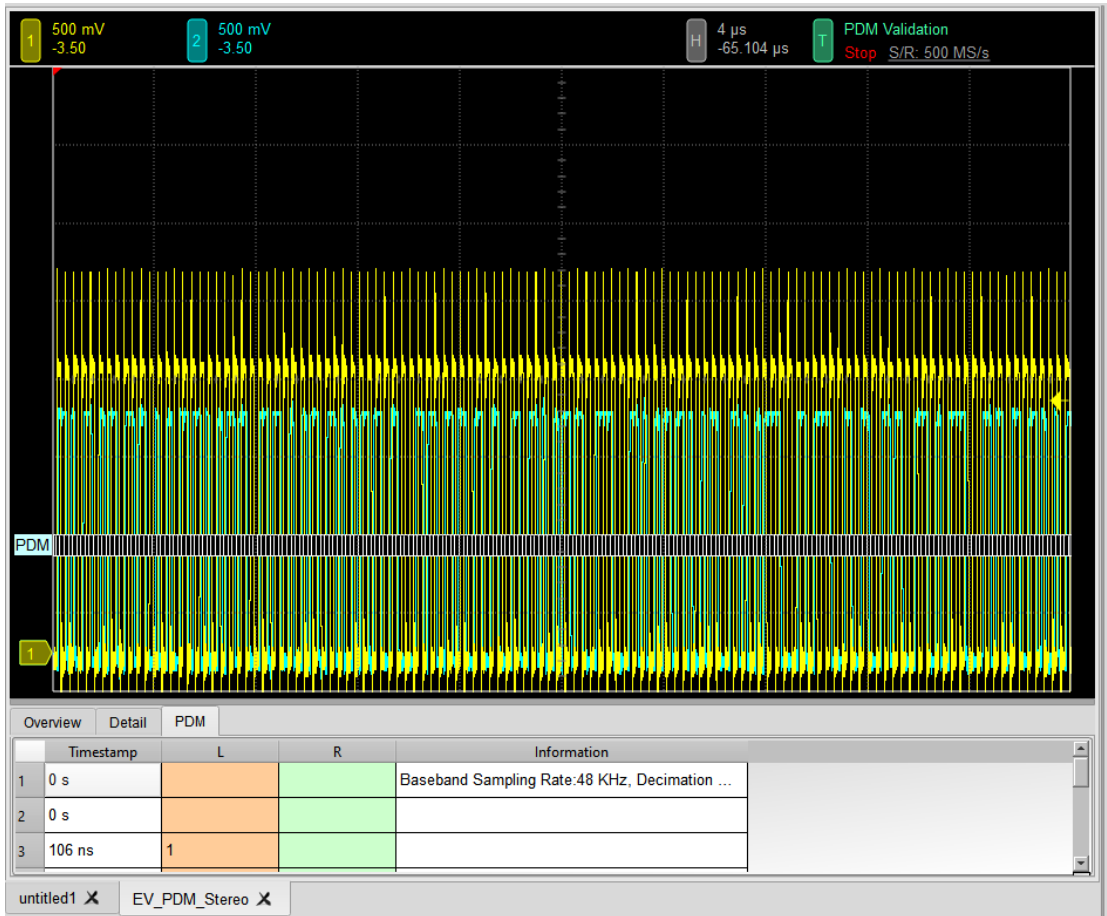 1 500 mV
-3.50
2 500 mV
-3.50
H 4 µs
-65.104 µs
T PDM Validation
Stop S/R: 500 MS/s
PDM
1
Overview Detail PDM
Timestamp L R Information
1 0 s Baseband Sampling Rate:48 KHz, Decimation ...
2 0 s
3 106 ns 1
untitled1 X EV_PDM_Stereo X